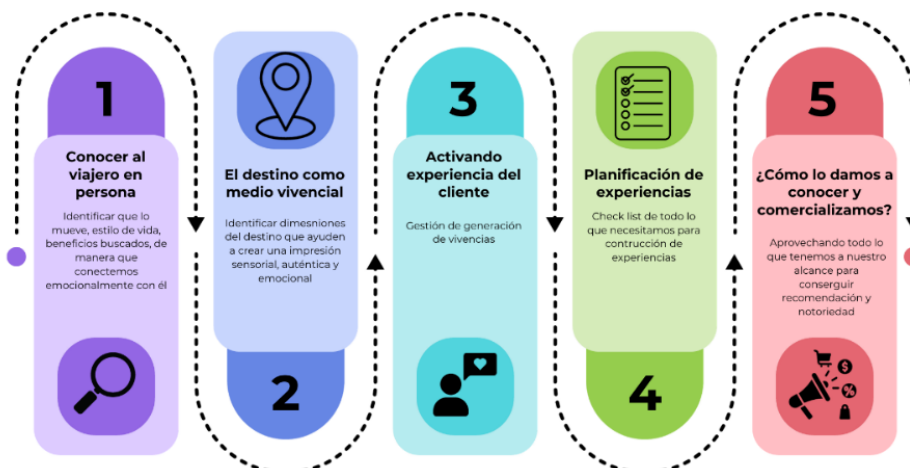 1
Conocer al
viajero en
persona
Identificar que lo
mueve, estilo de vida,
beneficios buscados, de
manera que
conectemos
emocionalmente con él
El destino como
medio vivencial
Identificar dimesniones
del destino que ayuden
a crear una impresión
sensorial, auténtica y
emocional
2
3
Activando
experiencia del
cliente
Gestión de generación
de vivencias
Planificación de
experiencias
Check list de todo lo
que necesitamos para
contrucción de
experiencias
4
5
¿Cómo lo damos a
conocer y
comercializamos?
Aprovechando todo lo
que tenemos a nuestro
alcance para
conserguir
recomendación y
notoriedad
$
%